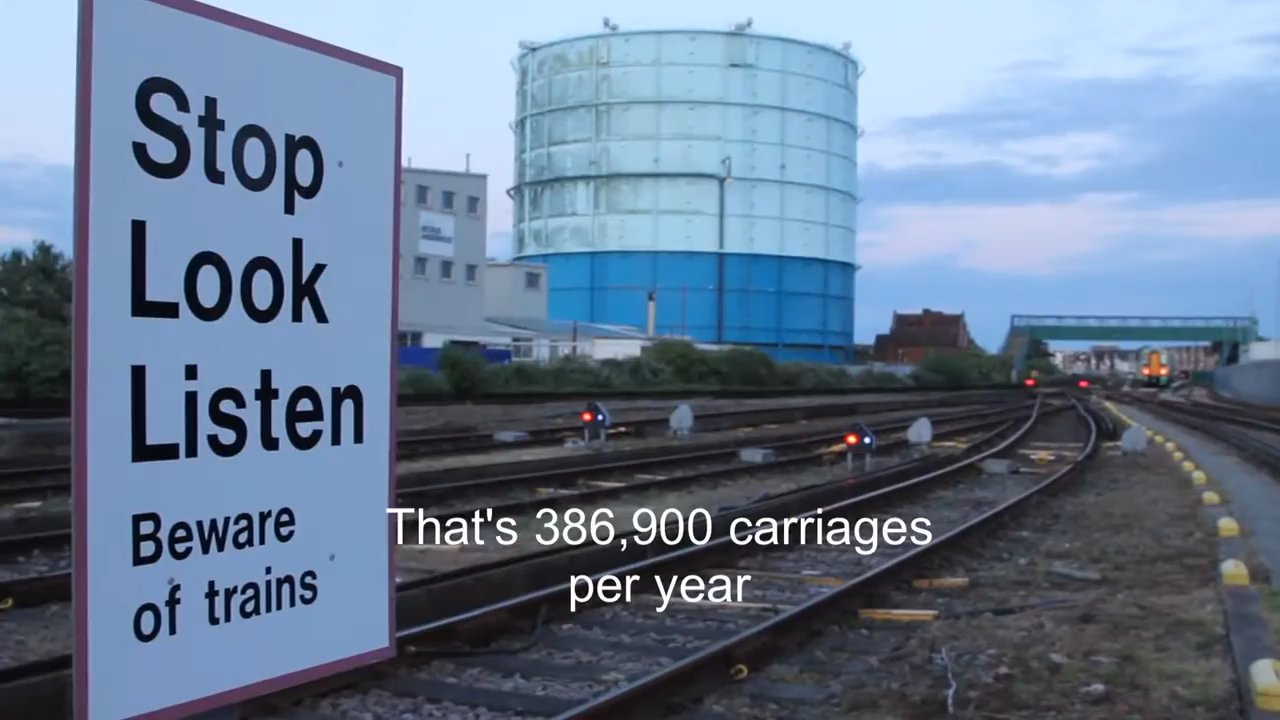 Stop
Look
Listen
Beware
of trains
That's 386,900 carriages
per year